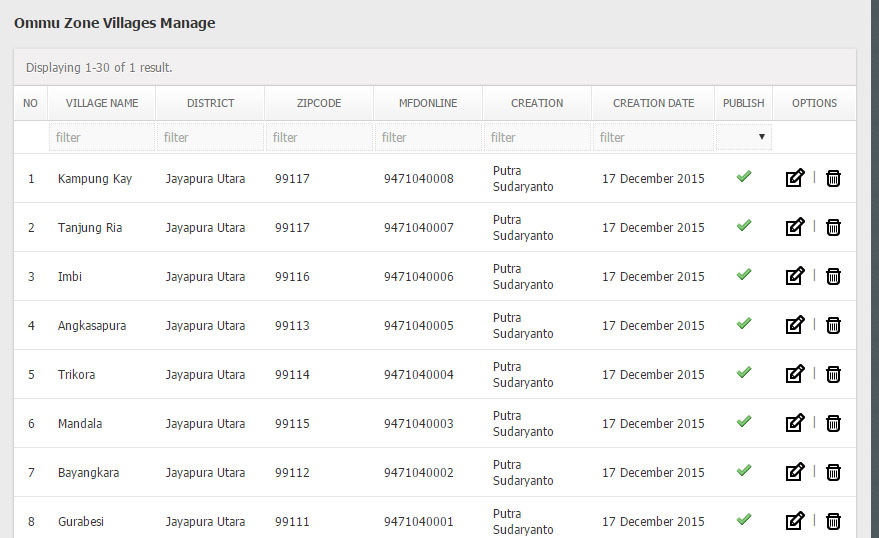 Ommu Zone Villages Manage
Displaying 1-30 of 1 result.
NO VILLAGE NAME DISTRICT ZIPCODE MFDONLINE CREATION CREATION DATE PUBLISH OPTIONS
filter filter filter filter filter filter
1 Kampung Kay Jayapura Utara 99117 9471040008 Putra Sudaryanto 17 December 2015 |
2 Tanjung Ria Jayapura Utara 99117 9471040007 Putra Sudaryanto 17 December 2015 |
3 Imbi Jayapura Utara 99116 9471040006 Putra Sudaryanto 17 December 2015 |
4 Angkasapura Jayapura Utara 99113 9471040005 Putra Sudaryanto 17 December 2015 |
5 Trikora Jayapura Utara 99114 9471040004 Putra Sudaryanto 17 December 2015 |
6 Mandala Jayapura Utara 99115 9471040003 Putra Sudaryanto 17 December 2015 |
7 Bayangkara Jayapura Utara 99112 9471040002 Putra Sudaryanto 17 December 2015 |
8 Gurabesi Jayapura Utara 99111 9471040001 Putra Sudaryanto 17 December 2015 |